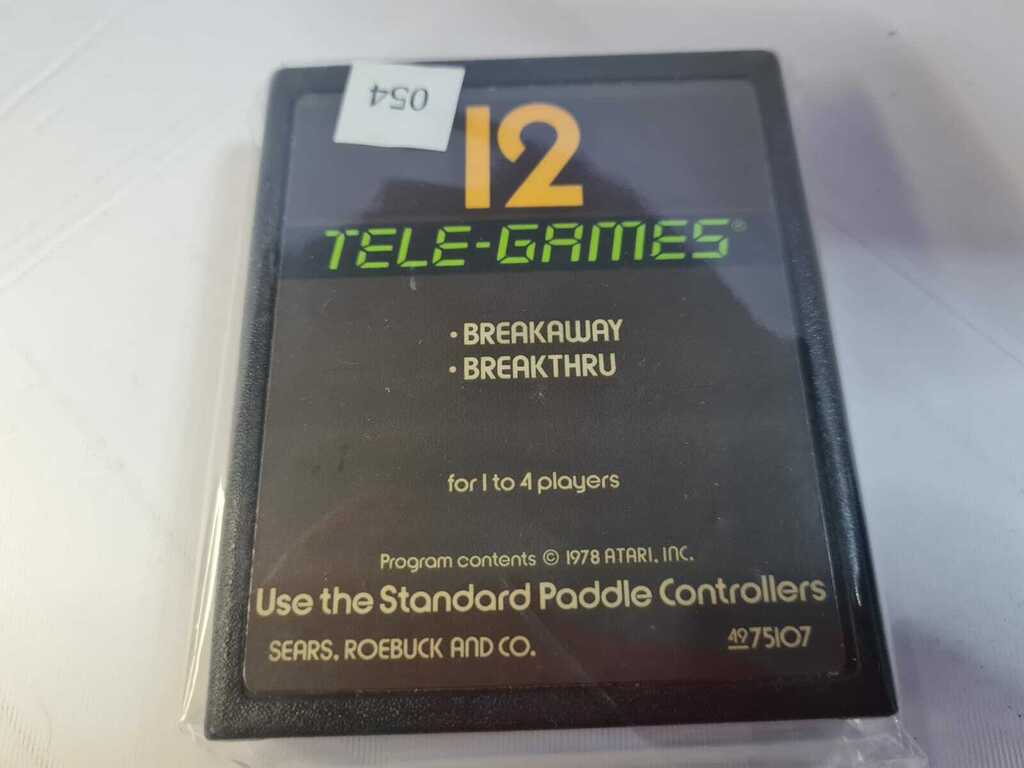 054
12
TELE-GAMES®
• BREAKAWAY
• BREAKTHRU
for 1 to 4 players
Program contents © 1978 ATARI, INC.
Use the Standard Paddle Controllers
SEARS, ROEBUCK AND CO.
4975107